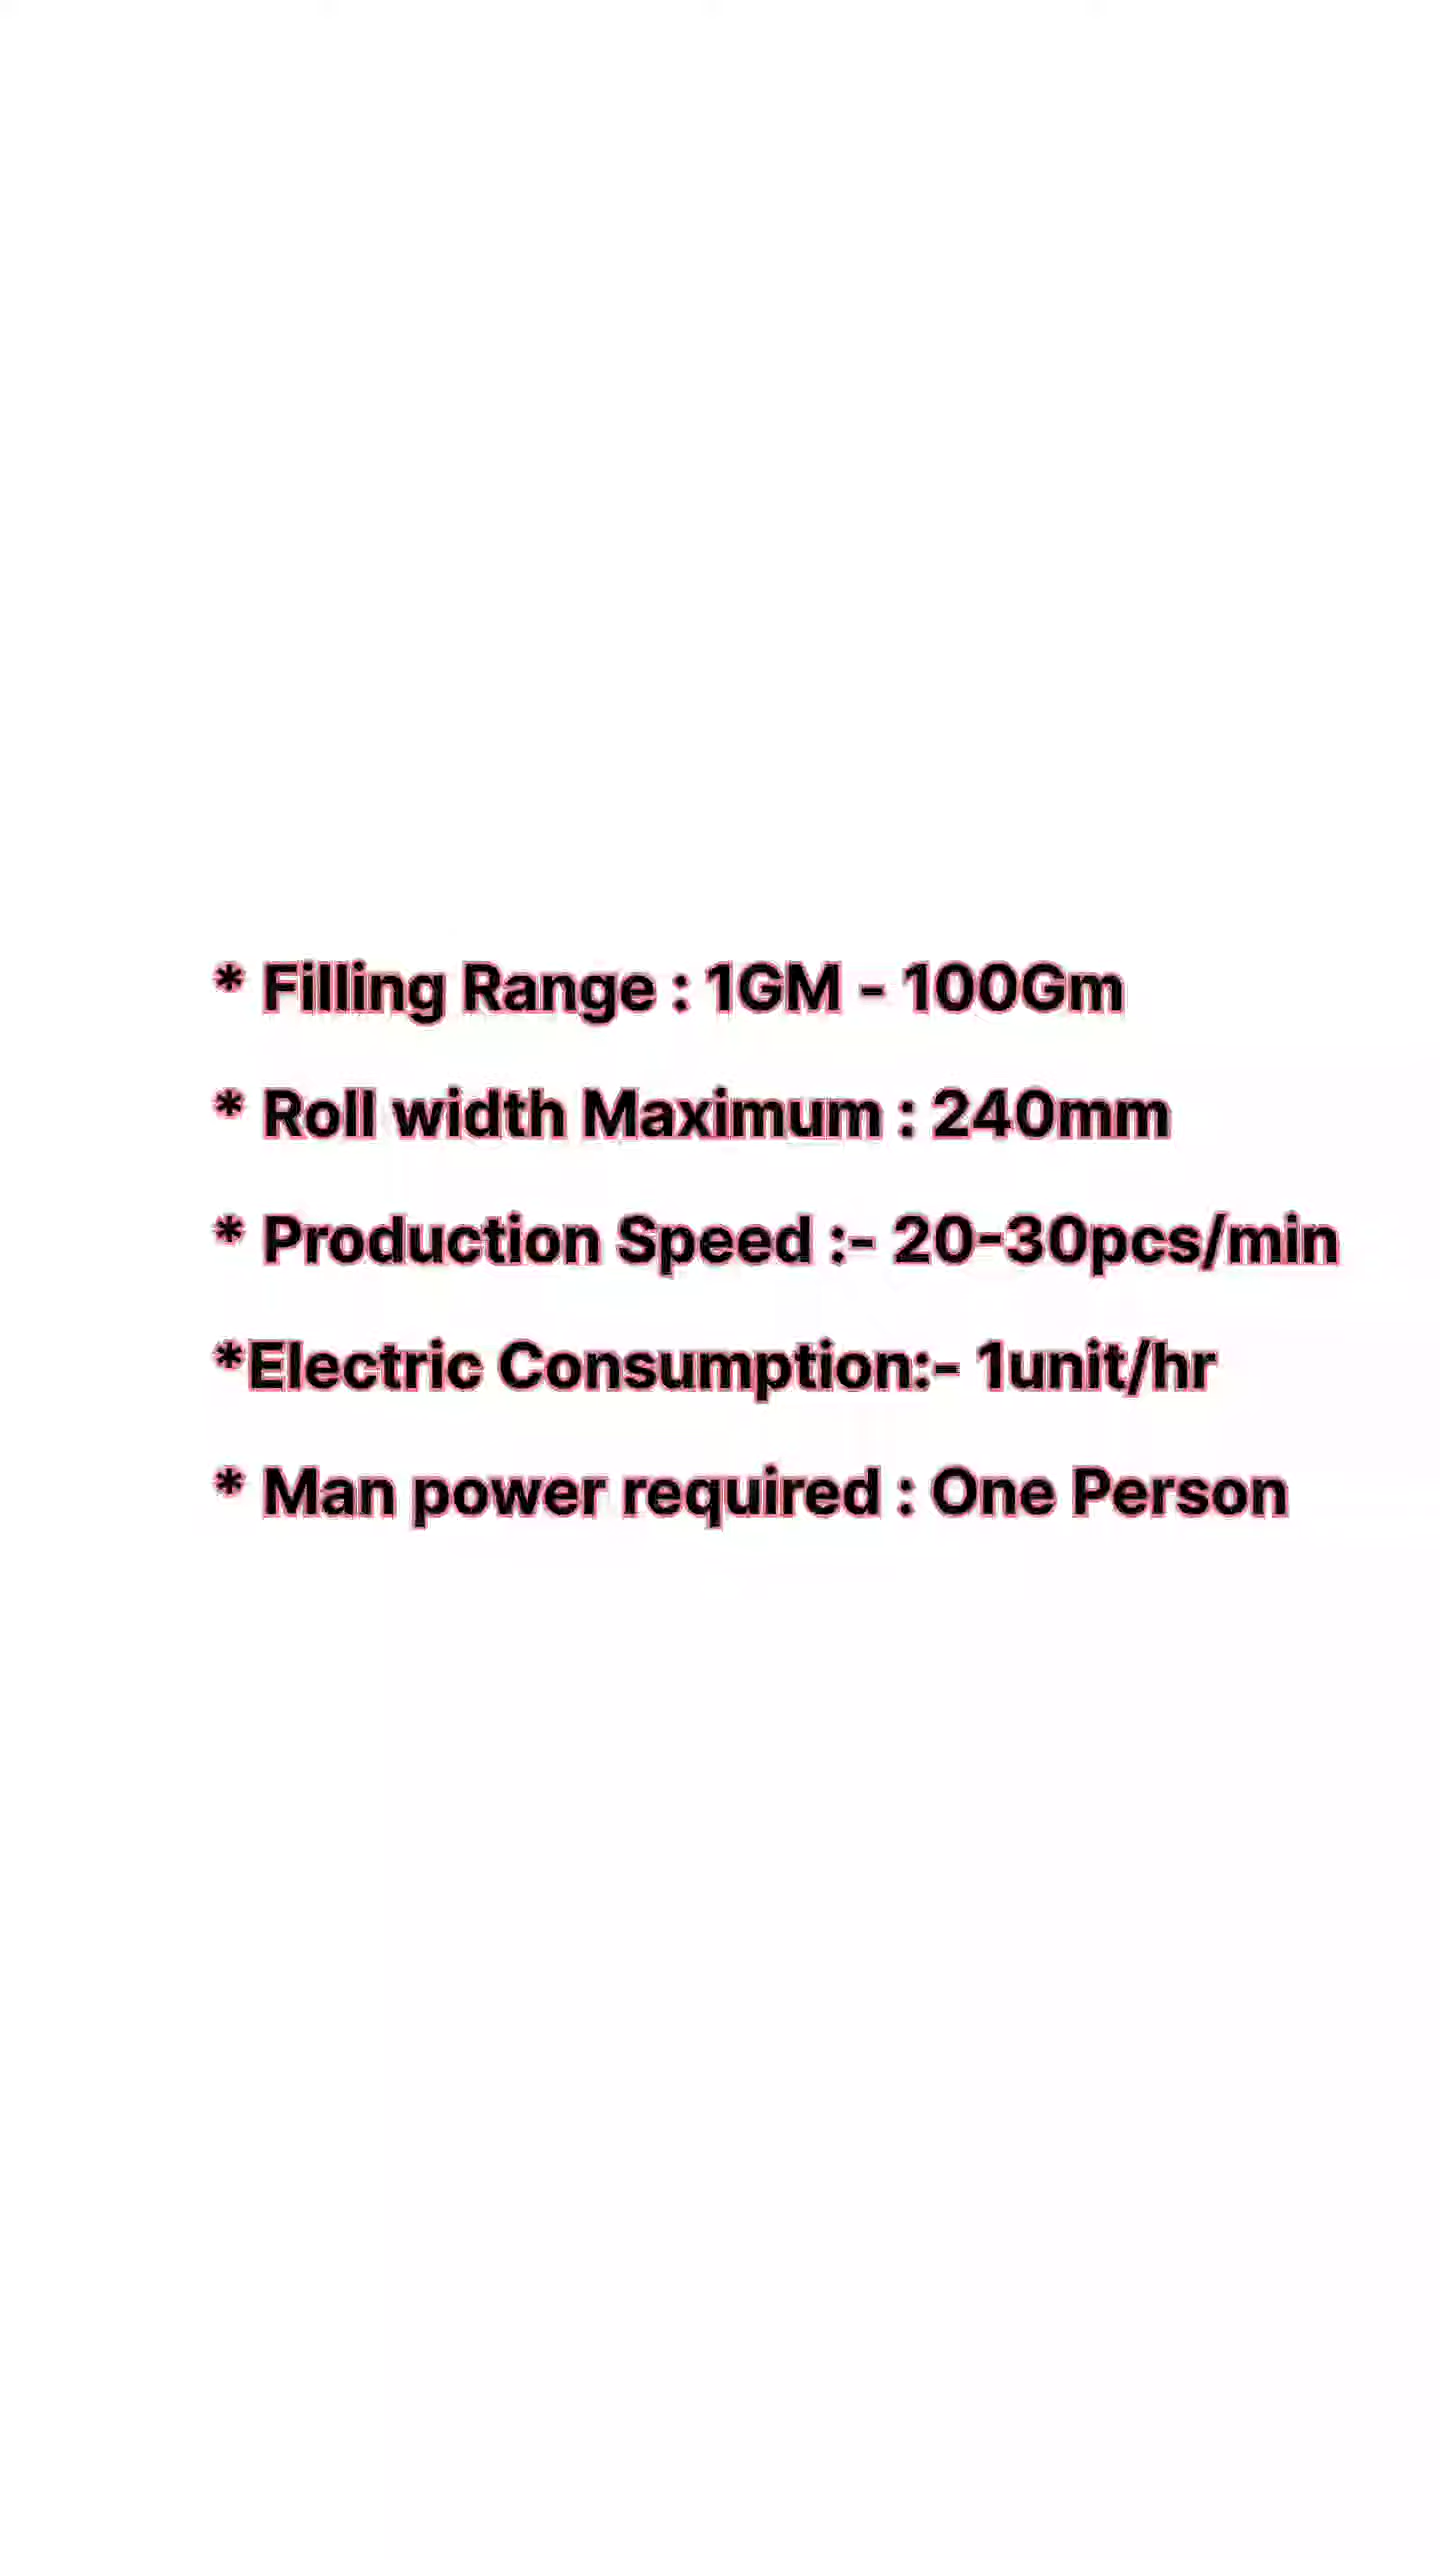 * Filling Range : 1GM - 100Gm
* Roll width Maximum : 240mm
* Production Speed :- 20-30pcs/min
*Electric Consumption:- 1unit/hr
* Man power required : One Person